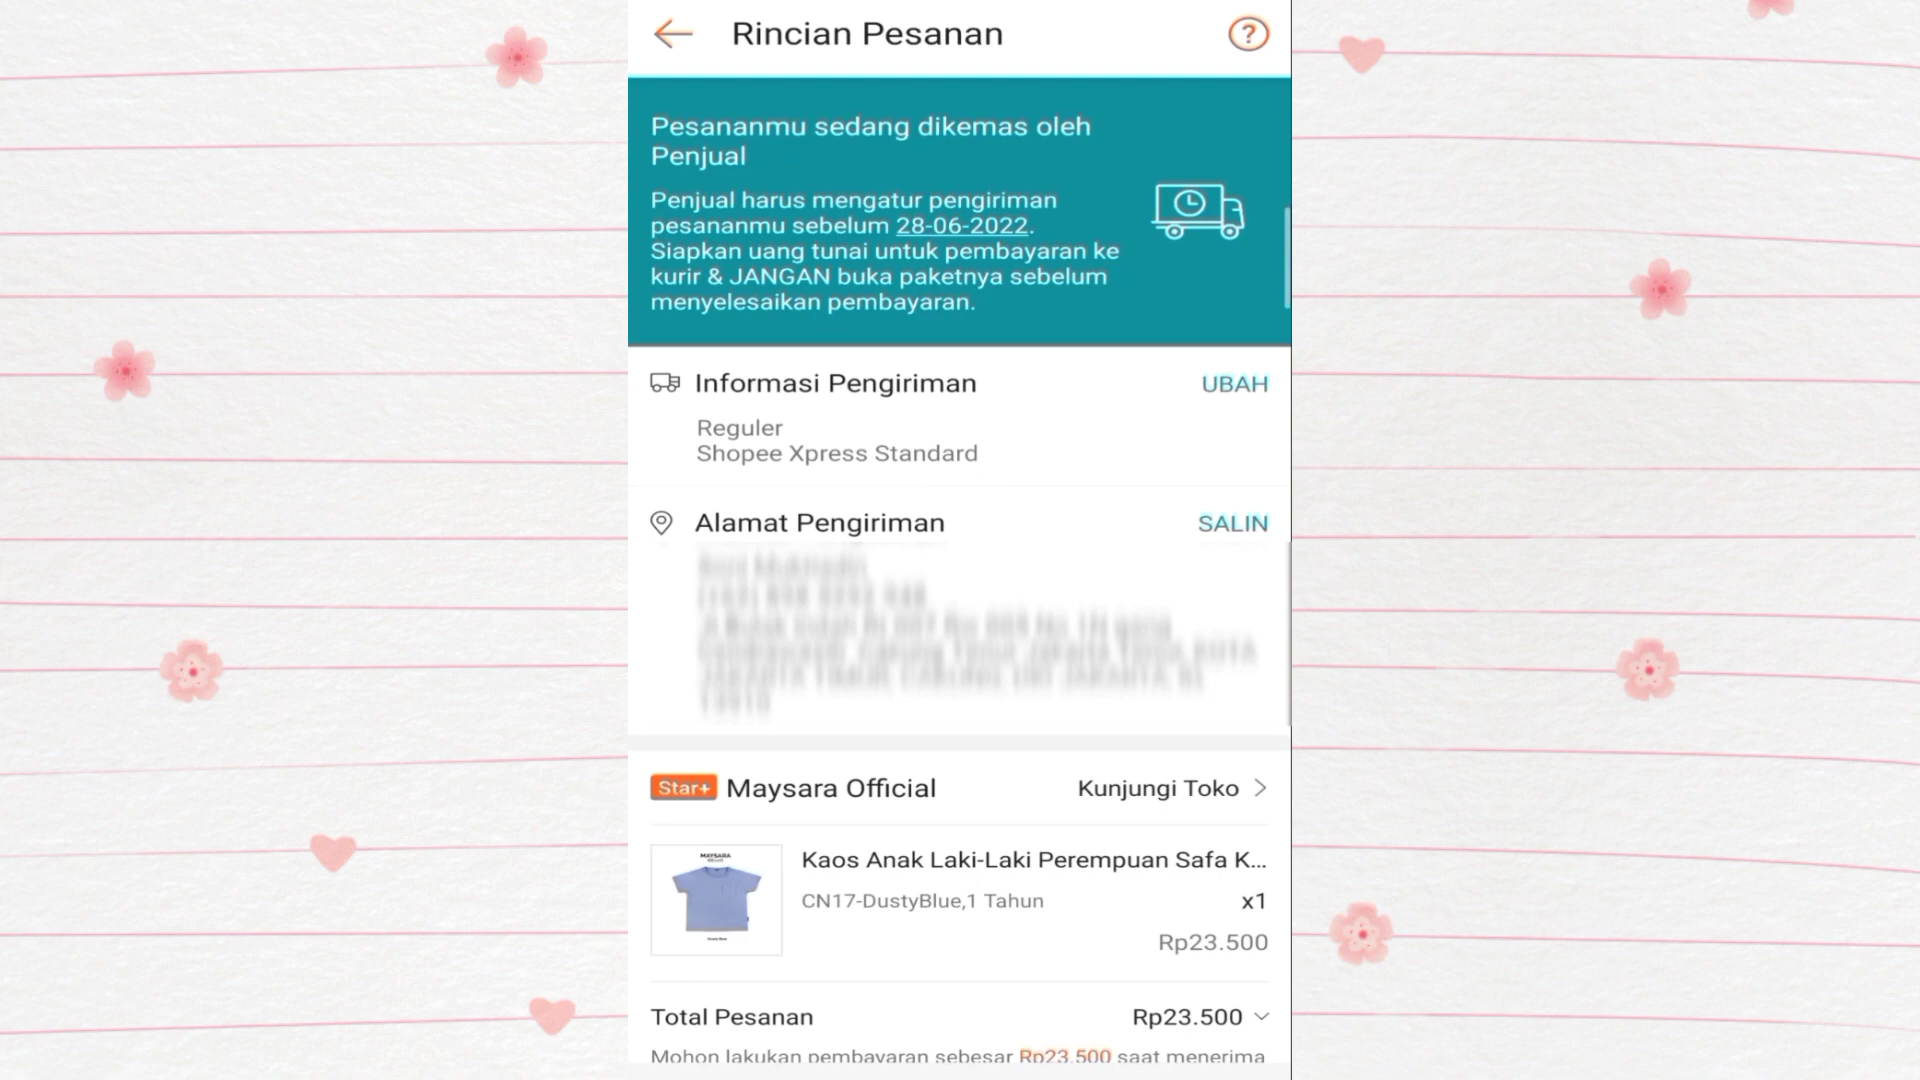 Rincian Pesanan
?
Pesananmu sedang dikemas oleh
Penjual
Penjual harus mengatur pengiriman
pesananmu sebelum 28-06-2022.
Siapkan uang tunai untuk pembayaran ke
kurir & JANGAN buka paketnya sebelum
menyelesaikan pembayaran.
Informasi Pengiriman UBAH
Reguler
Shopee Xpress Standard
Alamat Pengiriman SALIN
Star+ Maysara Official Kunjungi Toko
MAYSARA
Kaos Anak Laki-Laki Perempuan Safa K...
CN17-DustyBlue,1 Tahun x1
Rp23.500
Total Pesanan Rp23.500
Mohon lakukan pembayaran sebesar Rp23.500 saat menerima